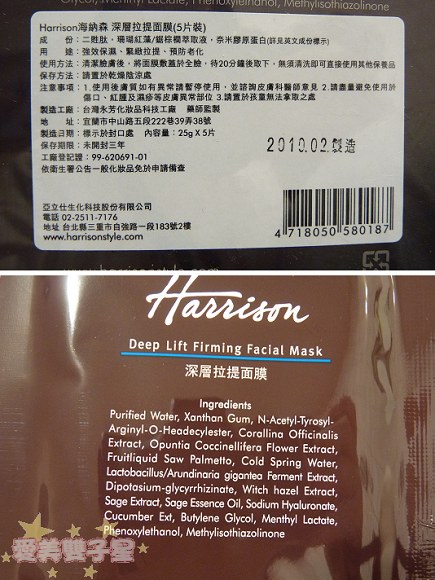 Glycol, Menthyl Lactate, Phenoxyethanol, Methylisothiazolinone
Harrison海納森 深層拉提面膜(5片裝)
成　　份：二胜肽、珊瑚紅藻/鋸棕櫚萃取液、奈米膠原蛋白(詳見英文成份標示)
用　　途：強效保濕、緊緻拉提、預防老化
使用方法：清潔臉膚後，將面膜敷蓋於全臉，待20分鐘後取下，無須清洗即可直接使用其他保養品
保存方法：請置於乾燥陰涼處
注意事項：1.使用後膚質如有異常請暫停使用，並諮詢皮膚科醫師意見 2.請盡量避免使用於
傷口、紅腫及濕疹等皮膚異常部位 3.請置於孩童無法拿取之處
製造工廠：台灣永芳化妝品科技工廠　藥師監製
地　　址：宜蘭市中山路五段222巷39弄38號
製造日期：標示於封口處　內容量：25g X 5片
保存期限：未開封三年
工廠登記證：99-620691-01
依衛生署公告一般化妝品免於申請備查
2010.02.製造
亞立仕生化科技股份有限公司
電話 02-2511-7176
地址 台北縣三重市自強路一段183號2樓
www.harrisonstyle.com
4 718050 580187
www.harrisonstyle.com
Harrison
Deep Lift Firming Facial Mask
深層拉提面膜
Ingredients
Purified Water, Xanthan Gum, N-Acetyl-Tyrosyl-
Arginyl-O-Headecylester, Corallina Officinalis
Extract, Opuntia Coccinellifera Flower Extract,
Fruitliquid Saw Palmetto, Cold Spring Water,
Lactobacillus/Arundinaria gigantea Ferment Extract,
Dipotasium-glycyrrhizinate, Witch hazel Extract,
Sage Extract, Sage Essence Oil, Sodium Hyaluronate,
Cucumber Ext, Butylene Glycol, Menthyl Lactate,
Phenoxylethanol, Methylisothiazolinone
愛美雙子星